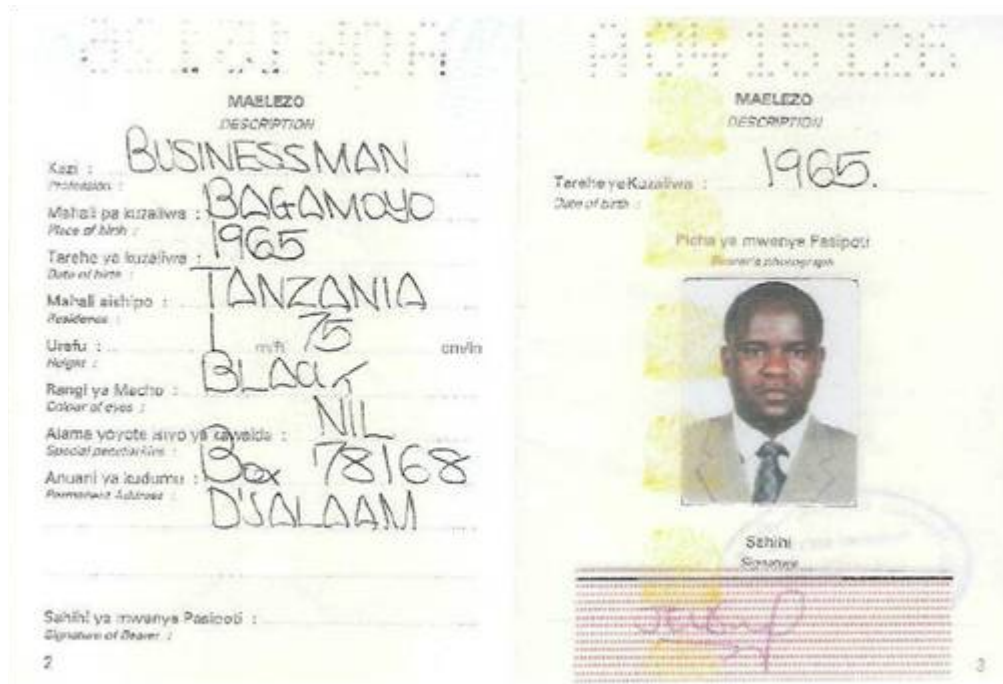 MAELEZO
DESCRIPTION
Kazi : BUSINESSMAN
Profession :
Mahali pa kuzaliwa : BAGAMOYO
Place of birth :
Tarehe ya kuzaliwa : 1965
Date of birth :
Mahali aishipo : TANZANIA
Residence :
Urefu : 1 m/ft 75 cm/in
Height :
Rangi ya Macho : BLACK
Colour of eyes :
Alama yoyote isiyo ya kawaida : NIL
Special peculiarities :
Anuani ya kudumu : Box 78168
Permanent Address : D'SALAAM
Sahihi ya mwenye Pasipoti :
Signature of Bearer :
2
MAELEZO
DESCRIPTION
Tarehe ya Kuzaliwa : 1965.
Date of birth :
Picha ya mwenye Pasipoti
Bearer's photograph
Sahihi
Signature
3